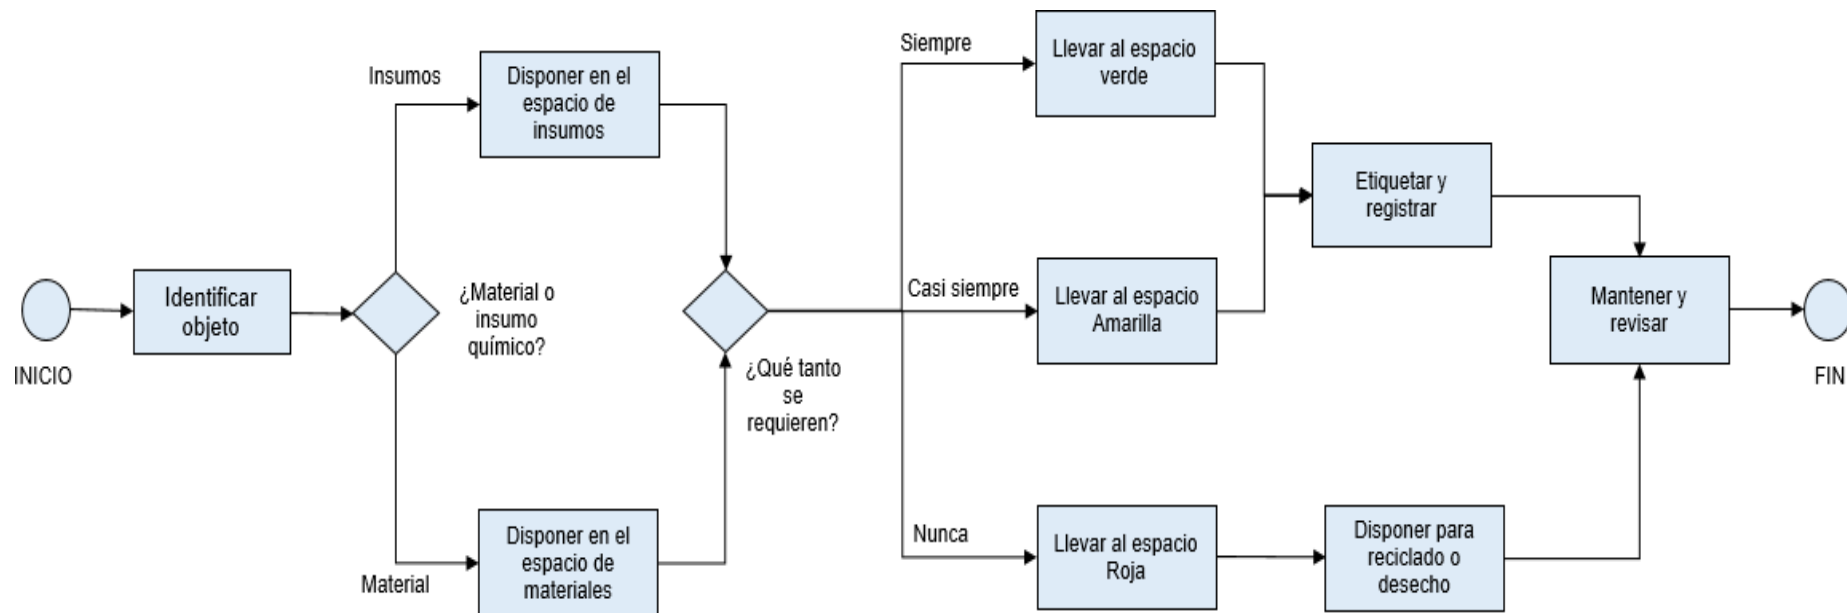 INICIO
Identificar
objeto
¿Material o
insumo
químico?
Insumos
Disponer en el
espacio de
insumos
Material
Disponer en el
espacio de
materiales
¿Qué tanto
se
requieren?
Siempre
Llevar al espacio
verde
Casi siempre
Llevar al espacio
Amarilla
Nunca
Llevar al espacio
Roja
Etiquetar y
registrar
Disponer para
reciclado o
desecho
Mantener y
revisar
FIN